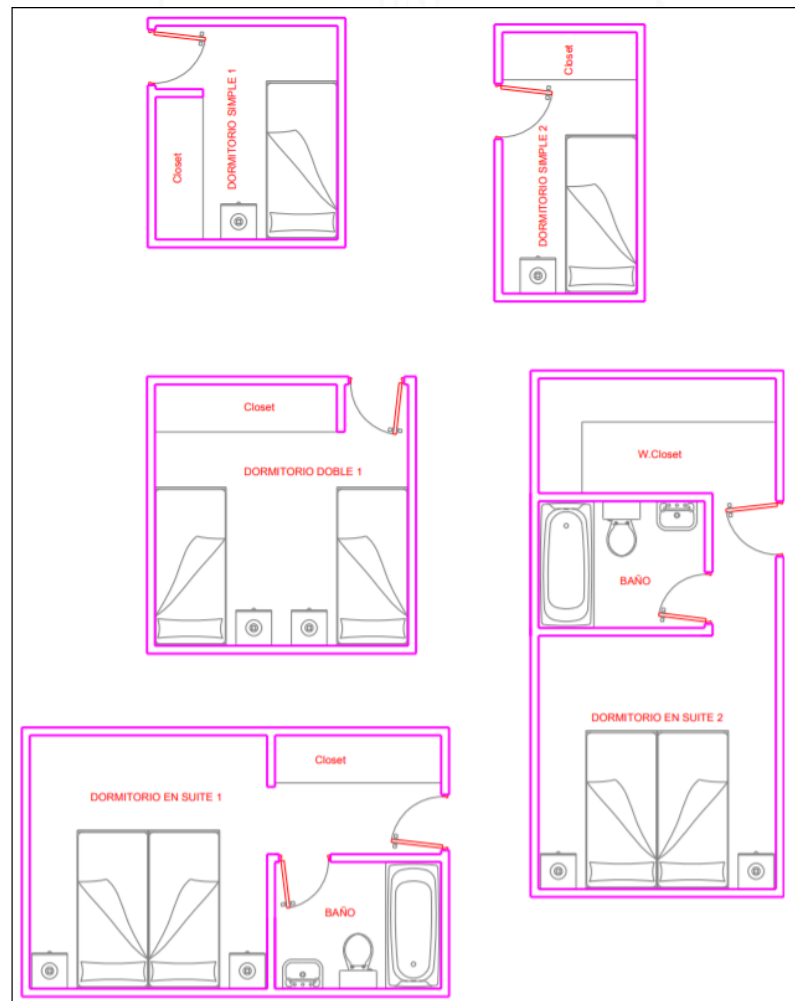 DORMITORIO SIMPLE 1
Closet
Closet
DORMITORIO SIMPLE 2
Closet
DORMITORIO DOBLE 1
W.Closet
BAÑO
DORMITORIO EN SUITE 2
Closet
DORMITORIO EN SUITE 1
BAÑO